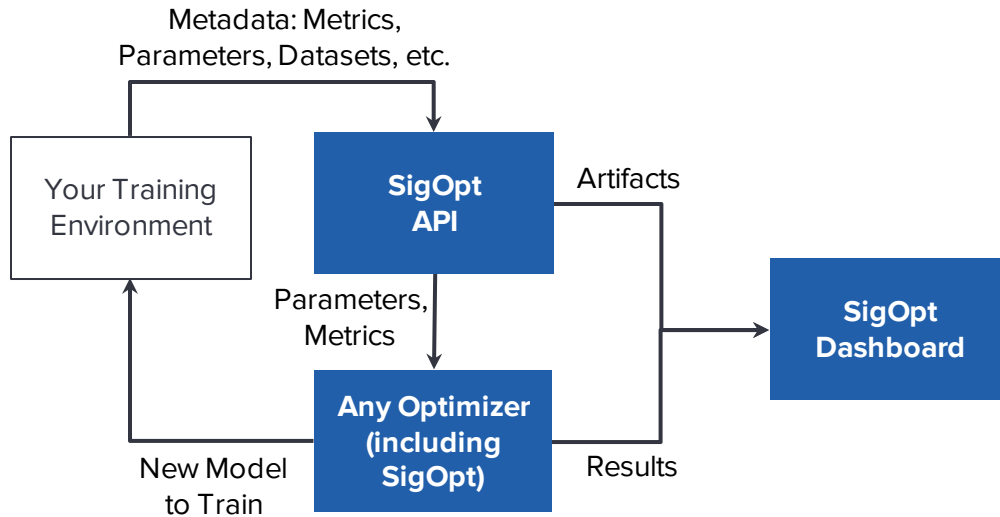 Metadata: Metrics,
Parameters, Datasets, etc.
Your Training
Environment
SigOpt
API
Artifacts
Parameters,
Metrics
SigOpt
Dashboard
Any Optimizer
(including
SigOpt)
New Model
to Train
Results